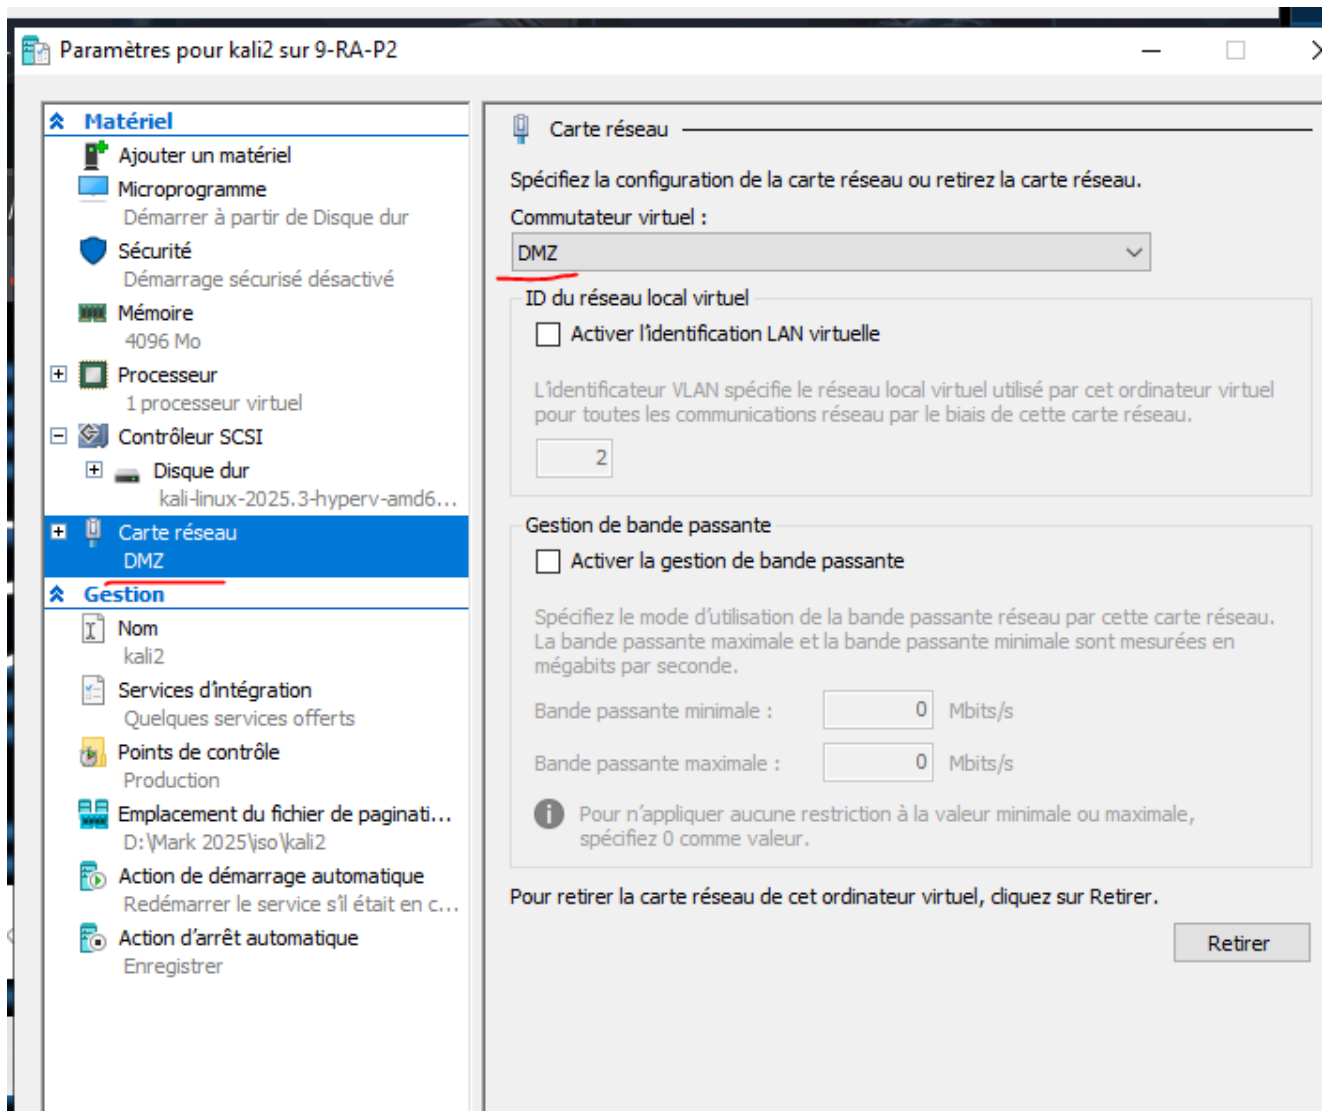 Paramètres pour kali2 sur 9-RA-P2
Matériel
Ajouter un matériel
Microprogramme
Démarrer à partir de Disque dur
Sécurité
Démarrage sécurisé désactivé
Mémoire
4096 Mo
Processeur
1 processeur virtuel
Contrôleur SCSI
Disque dur
kali-linux-2025.3-hyperv-amd6...
Carte réseau
DMZ
Gestion
Nom
kali2
Services d'intégration
Quelques services offerts
Points de contrôle
Production
Emplacement du fichier de paginati...
D:\Mark 2025\iso\kali2
Action de démarrage automatique
Redémarrer le service s'il était en c...
Action d'arrêt automatique
Enregistrer
Carte réseau
Spécifiez la configuration de la carte réseau ou retirez la carte réseau.
Commutateur virtuel :
DMZ
ID du réseau local virtuel
Activer l'identification LAN virtuelle
L'identificateur VLAN spécifie le réseau local virtuel utilisé par cet ordinateur virtuel
pour toutes les communications réseau par le biais de cette carte réseau.
2
Gestion de bande passante
Activer la gestion de bande passante
Spécifiez le mode d'utilisation de la bande passante réseau par cette carte réseau.
La bande passante maximale et la bande passante minimale sont mesurées en
mégabits par seconde.
Bande passante minimale : 0 Mbits/s
Bande passante maximale : 0 Mbits/s
Pour n'appliquer aucune restriction à la valeur minimale ou maximale,
spécifiez 0 comme valeur.
Pour retirer la carte réseau de cet ordinateur virtuel, cliquez sur Retirer.
Retirer